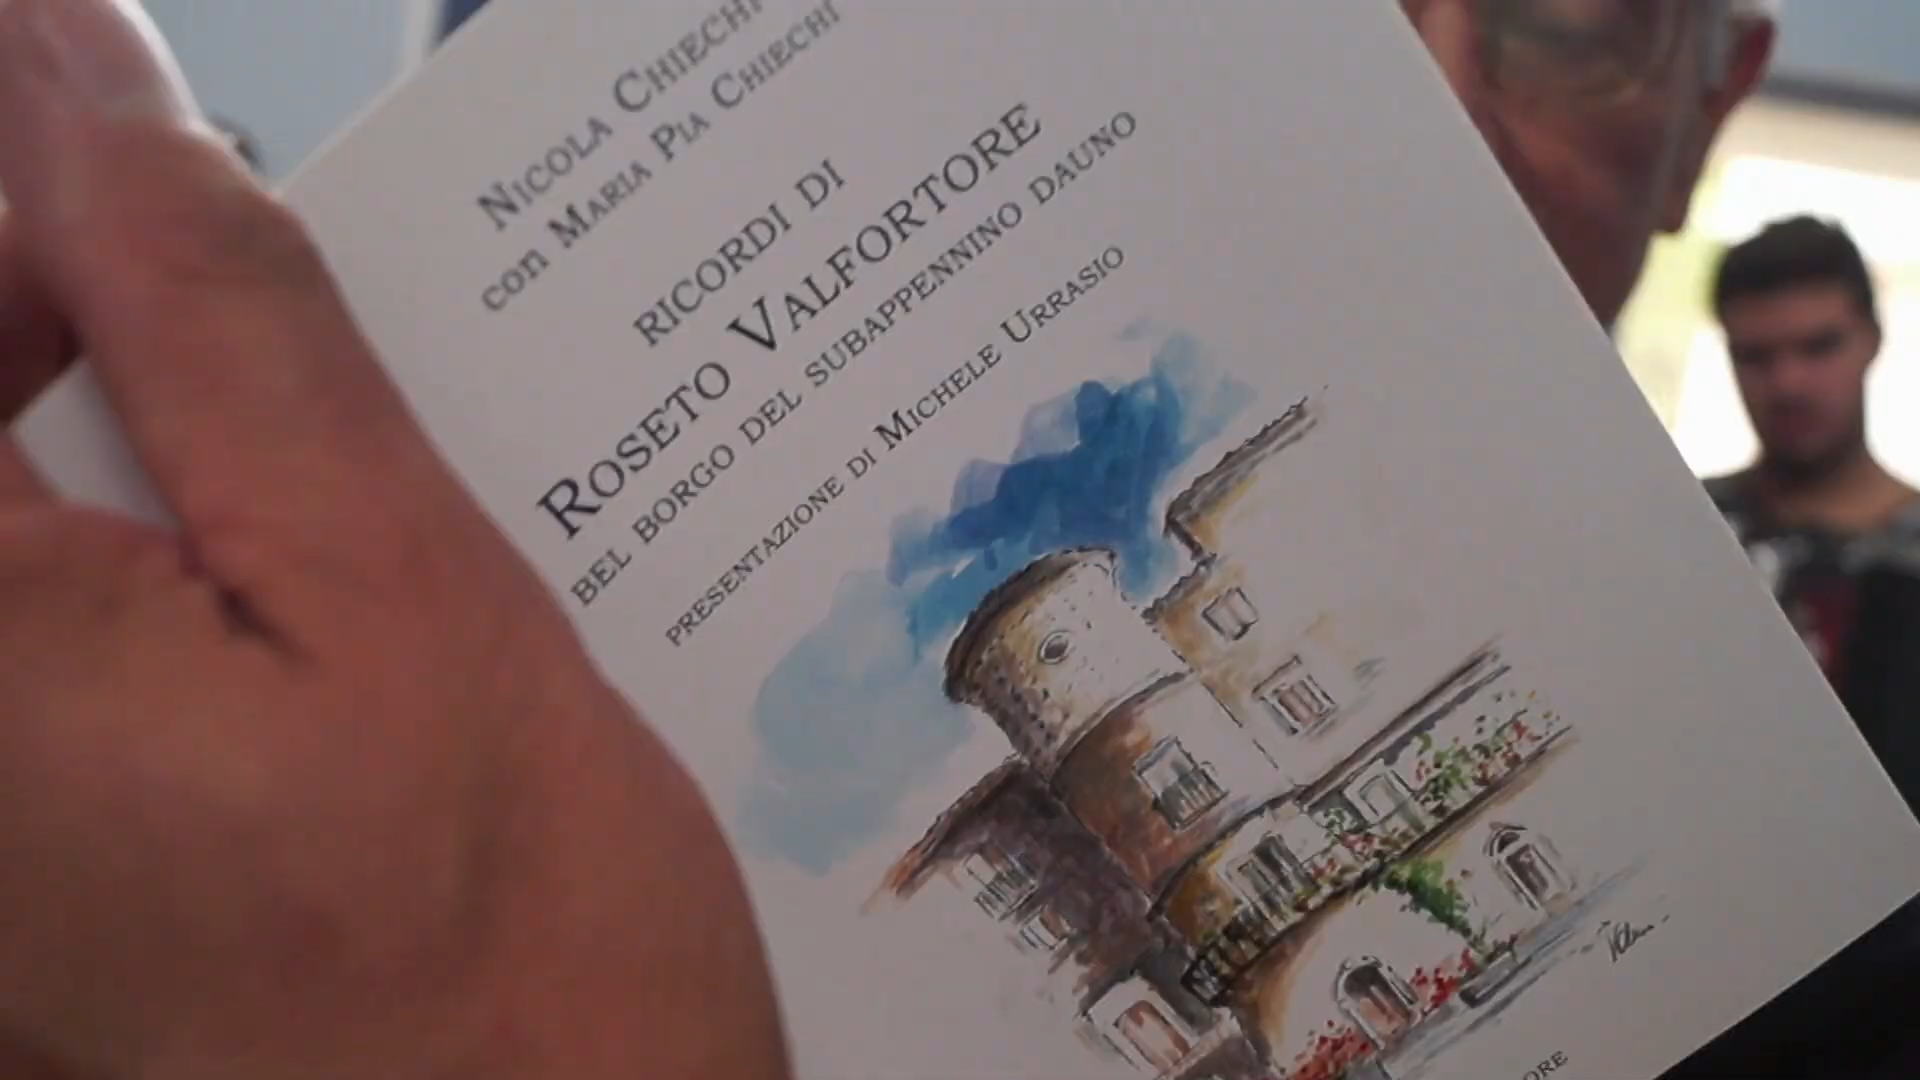 NICOLA CHIECHI
con MARIA PIA CHIECHI
RICORDI DI
ROSETO VALFORTORE
BEL BORGO DEL SUBAPPENNINO DAUNO
PRESENTAZIONE DI MICHELE URRASIO